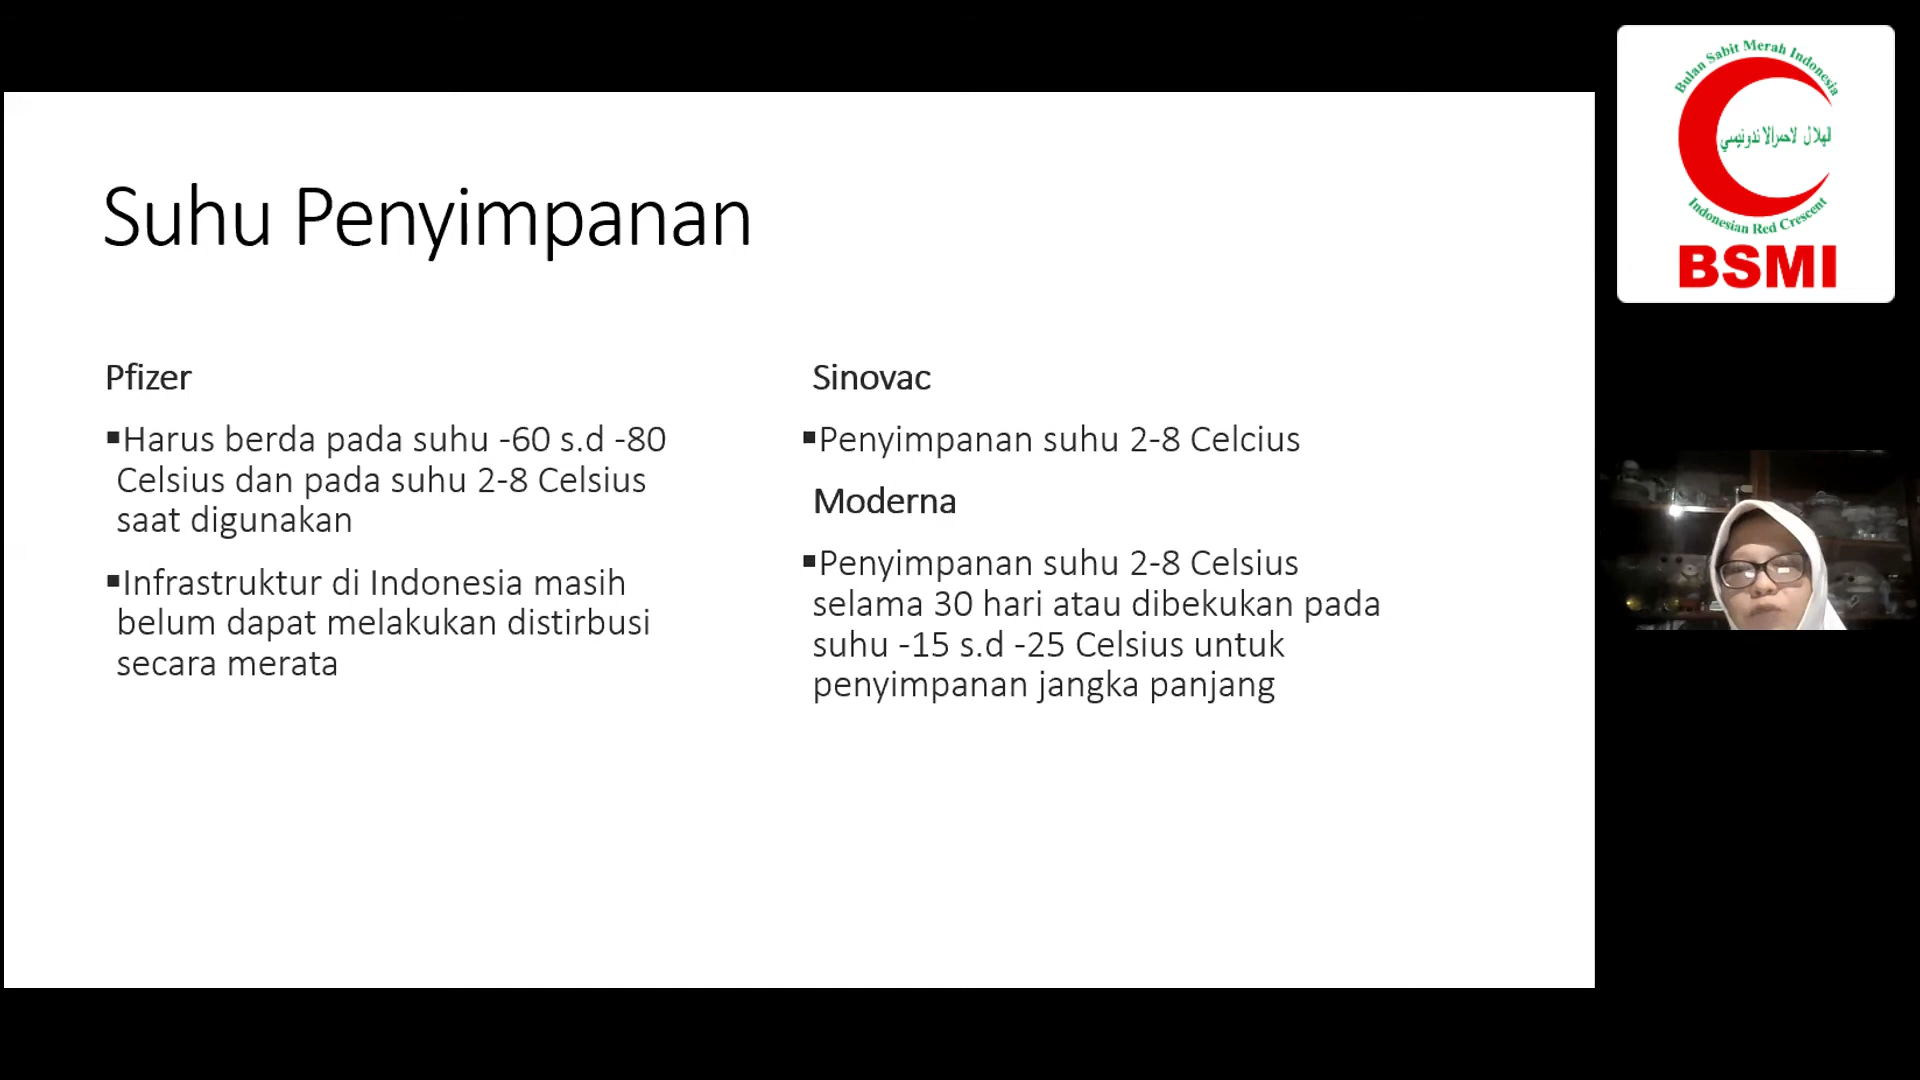 Suhu Penyimpanan
Pfizer
▪Harus berda pada suhu -60 s.d -80
Celsius dan pada suhu 2-8 Celsius
saat digunakan
▪Infrastruktur di Indonesia masih
belum dapat melakukan distirbusi
secara merata
Sinovac
▪Penyimpanan suhu 2-8 Celcius
Moderna
▪Penyimpanan suhu 2-8 Celsius
selama 30 hari atau dibekukan pada
suhu -15 s.d -25 Celsius untuk
penyimpanan jangka panjang
Bulan Sabit Merah Indonesia
الهلال لاحمرالاندونيسي
Indonesian Red Crescent
BSMI